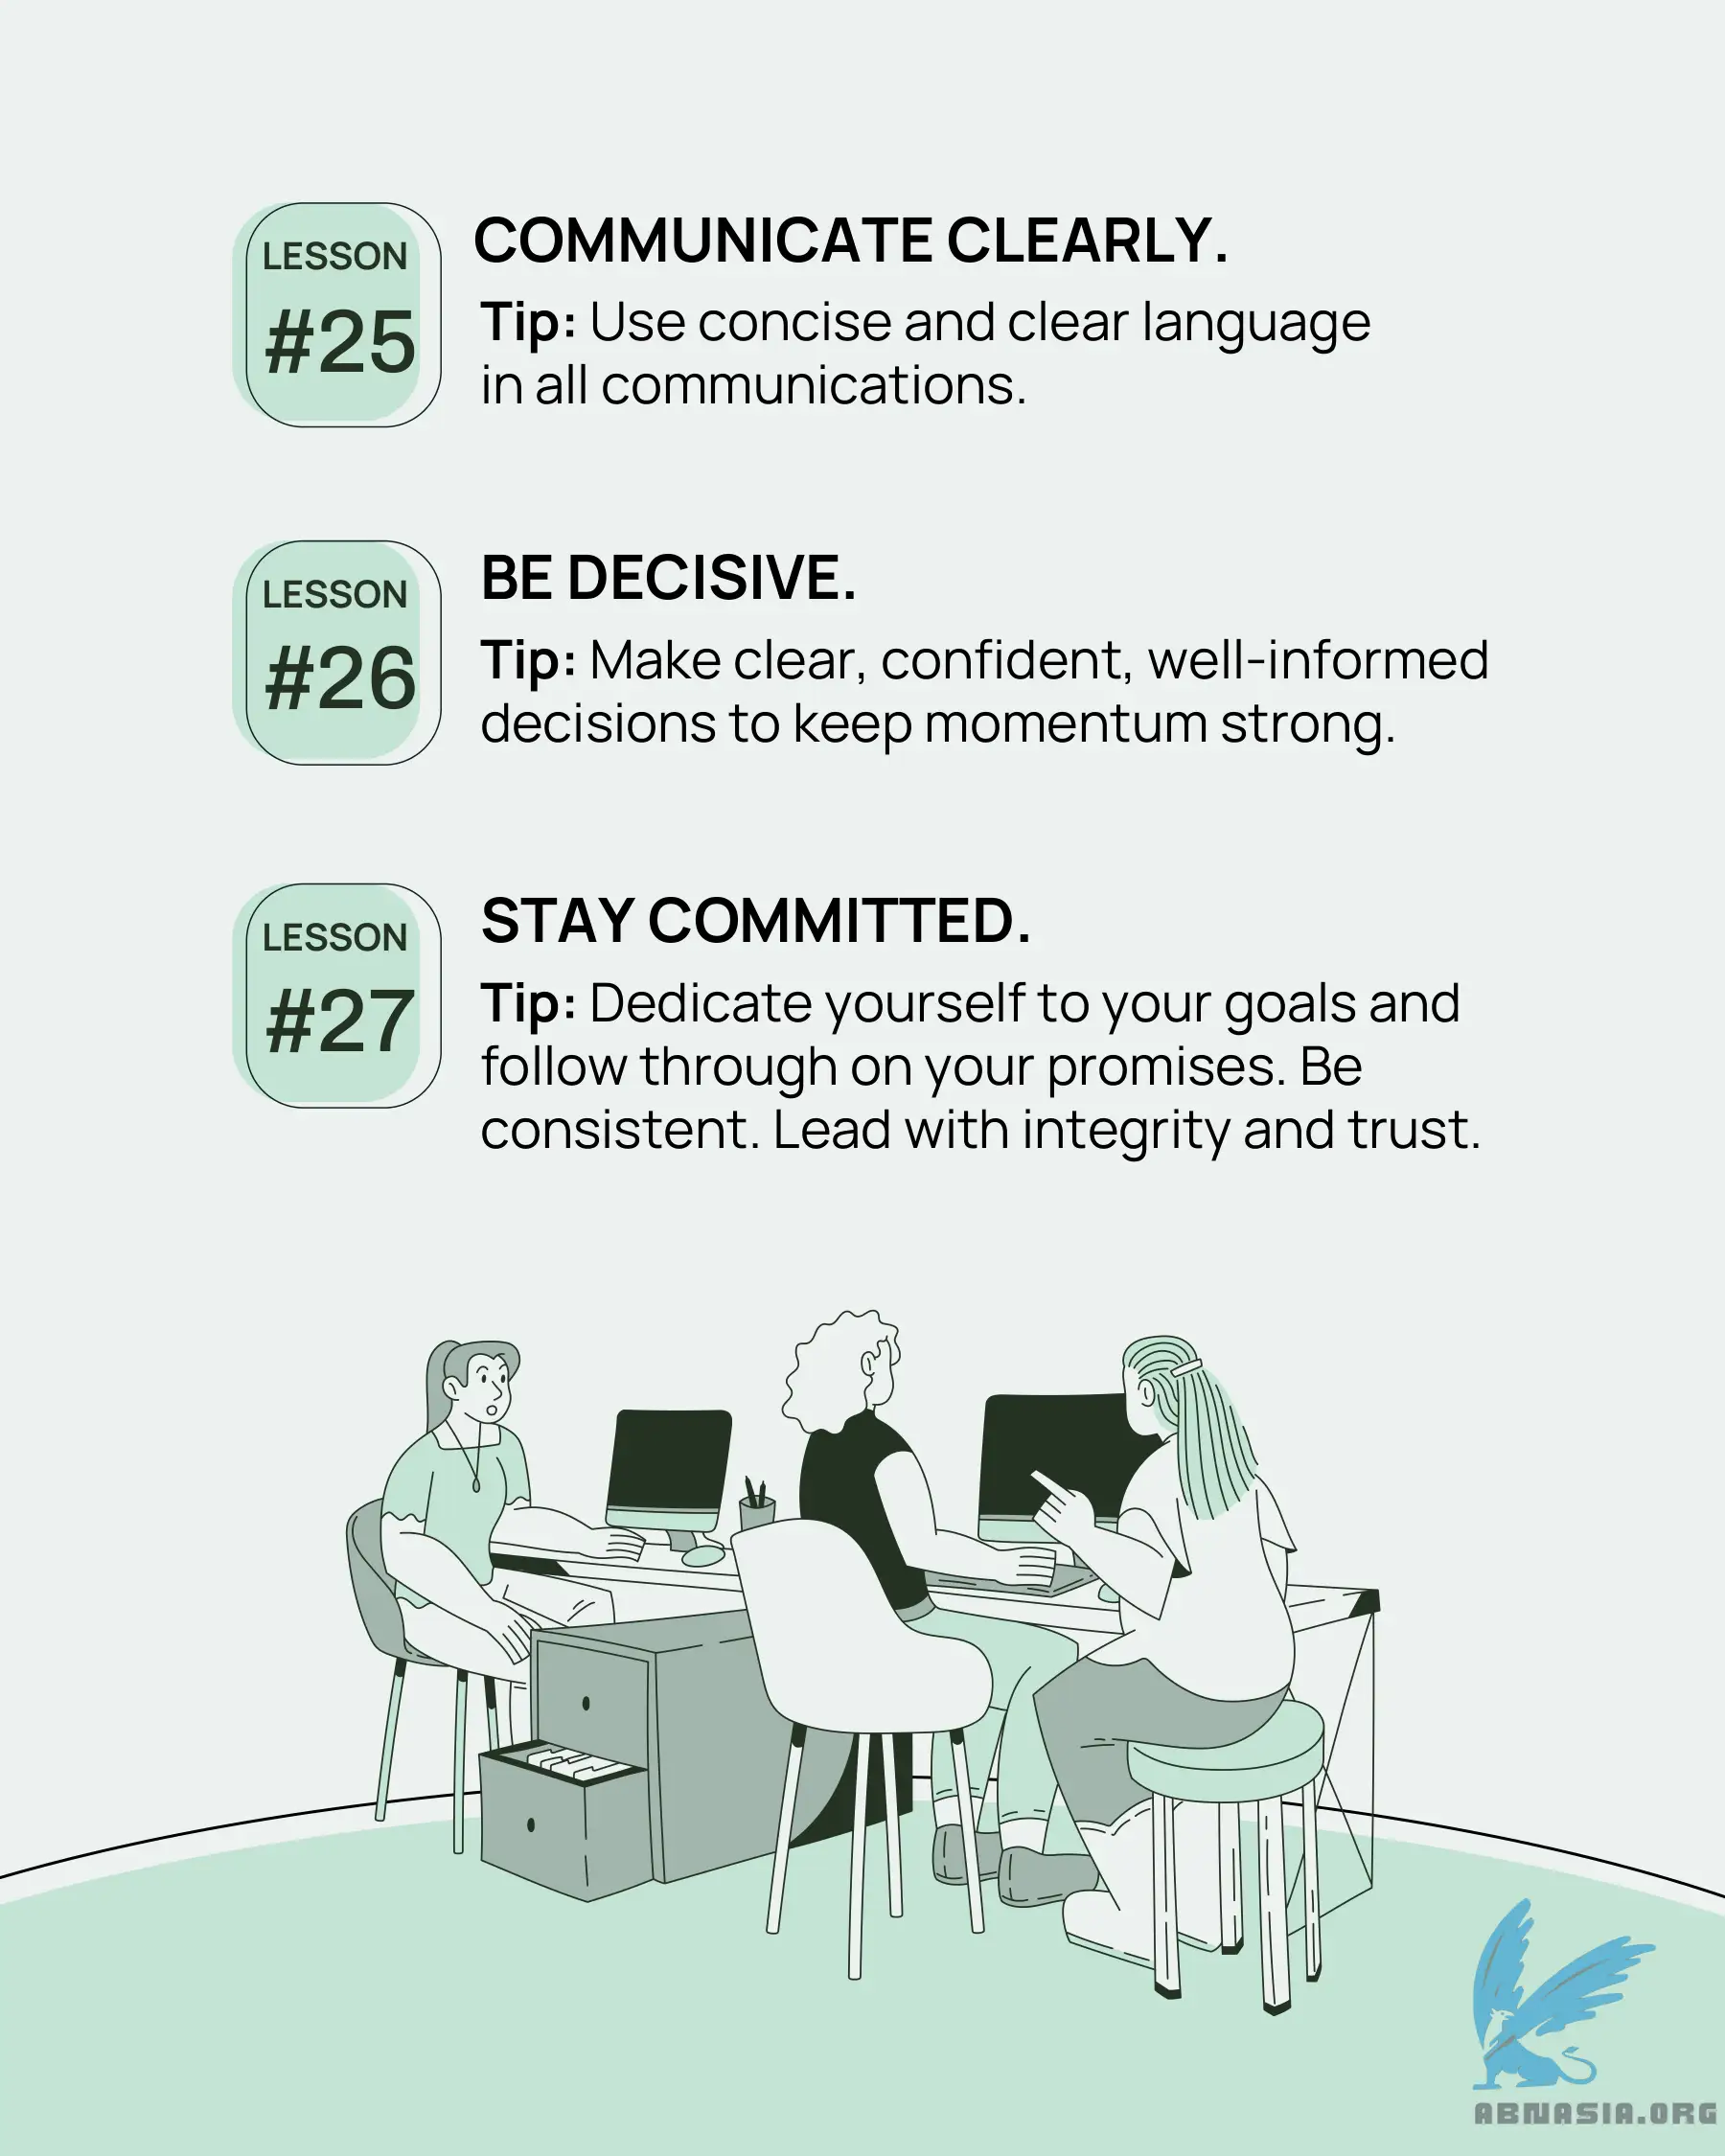 LESSON
#25
COMMUNICATE CLEARLY.
Tip: Use concise and clear language
in all communications.
LESSON
#26
BE DECISIVE.
Tip: Make clear, confident, well-informed
decisions to keep momentum strong.
LESSON
#27
STAY COMMITTED.
Tip: Dedicate yourself to your goals and
follow through on your promises. Be
consistent. Lead with integrity and trust.
ABNASIA.ORG